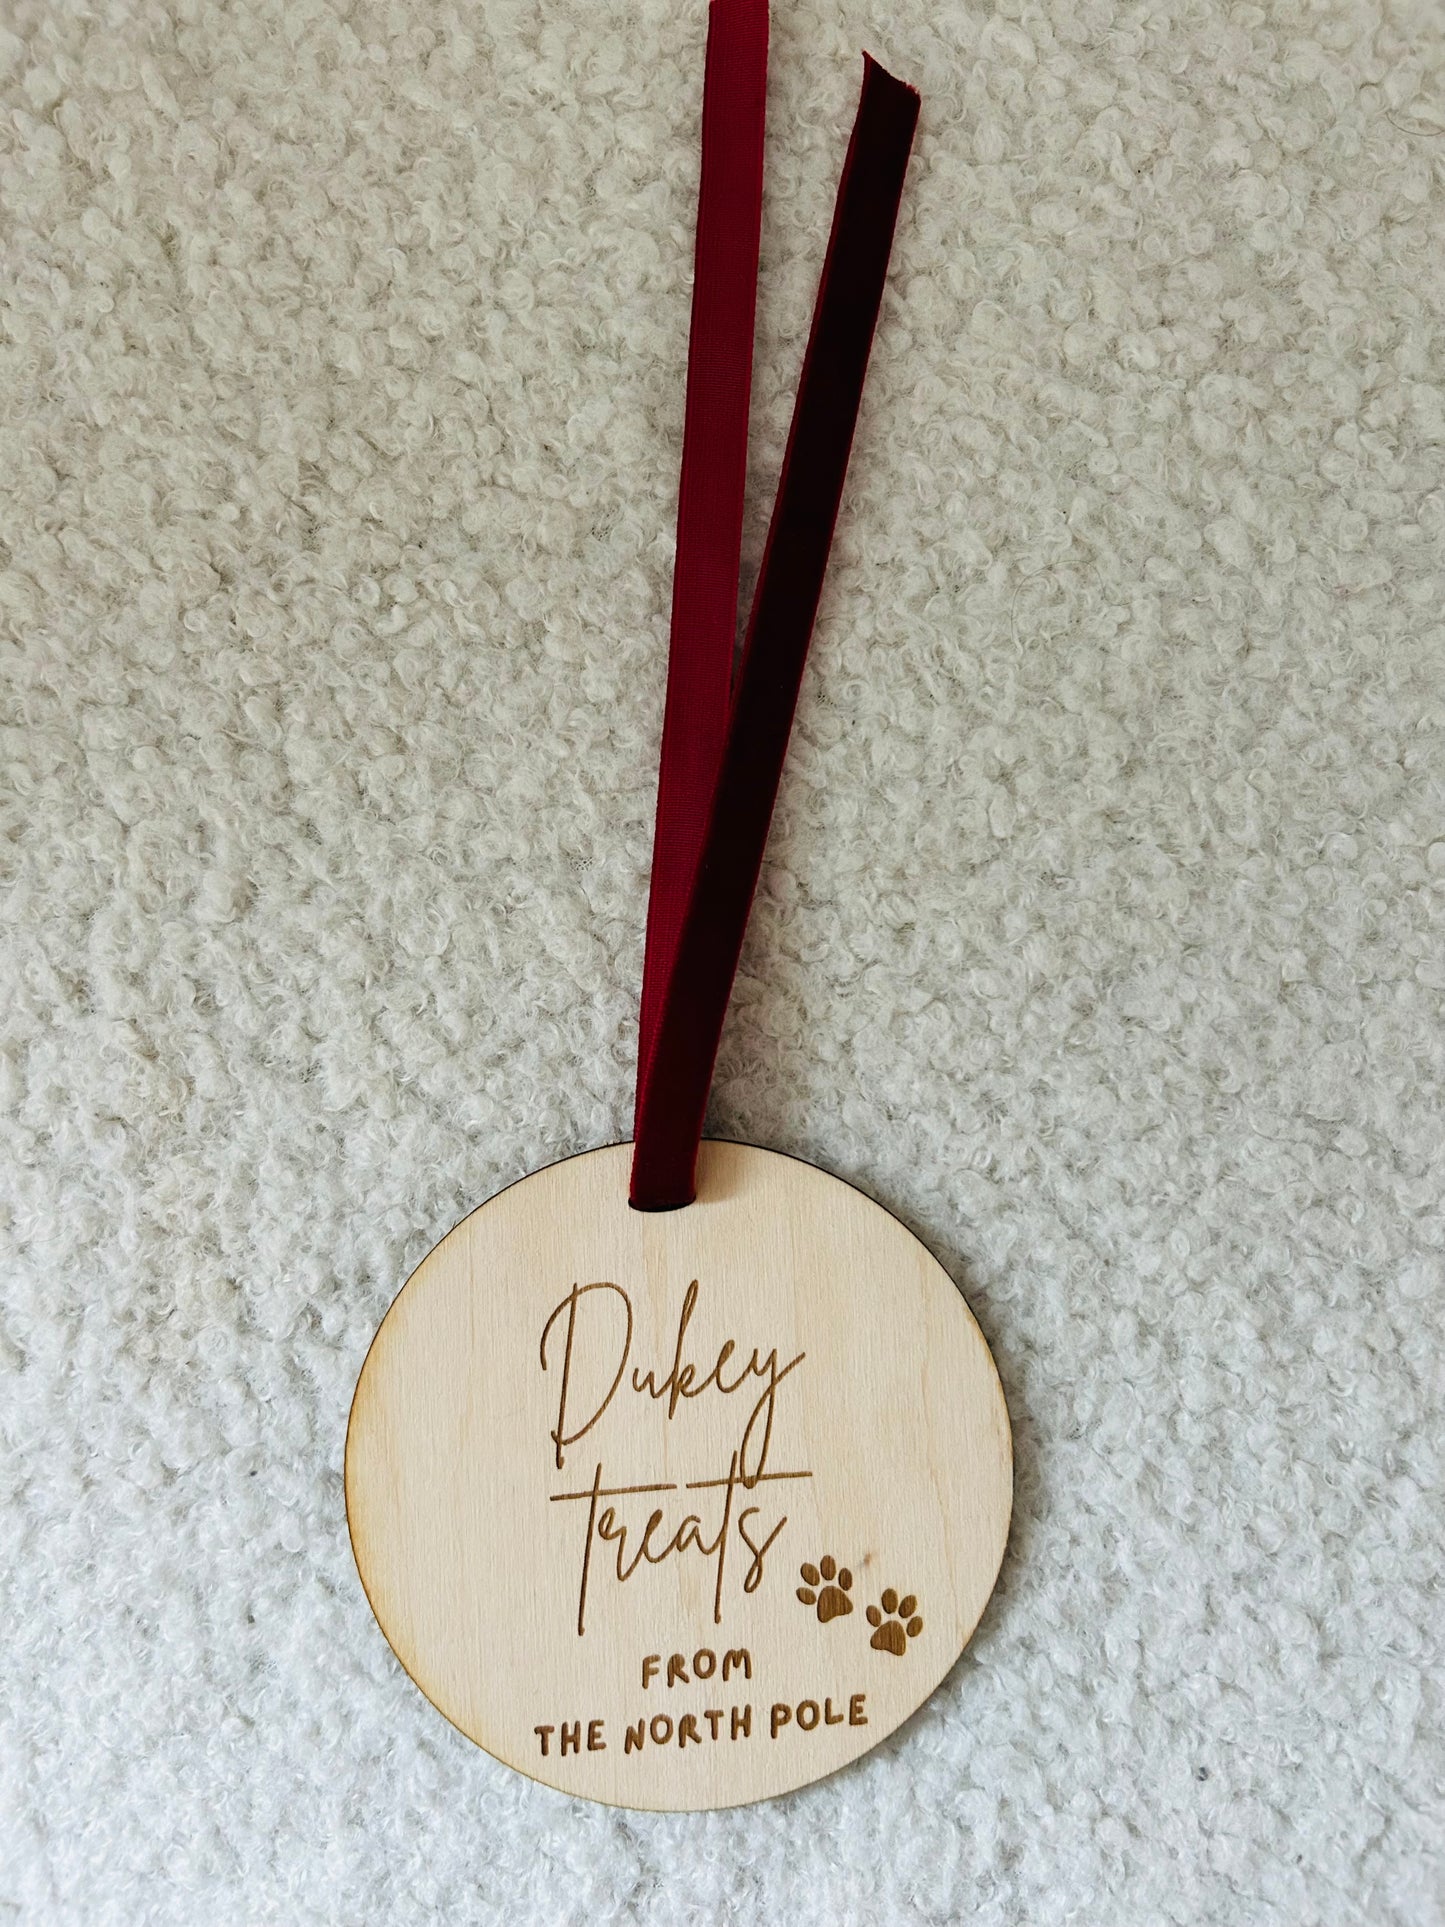 Dukey
treats
FROM
THE NORTH POLE